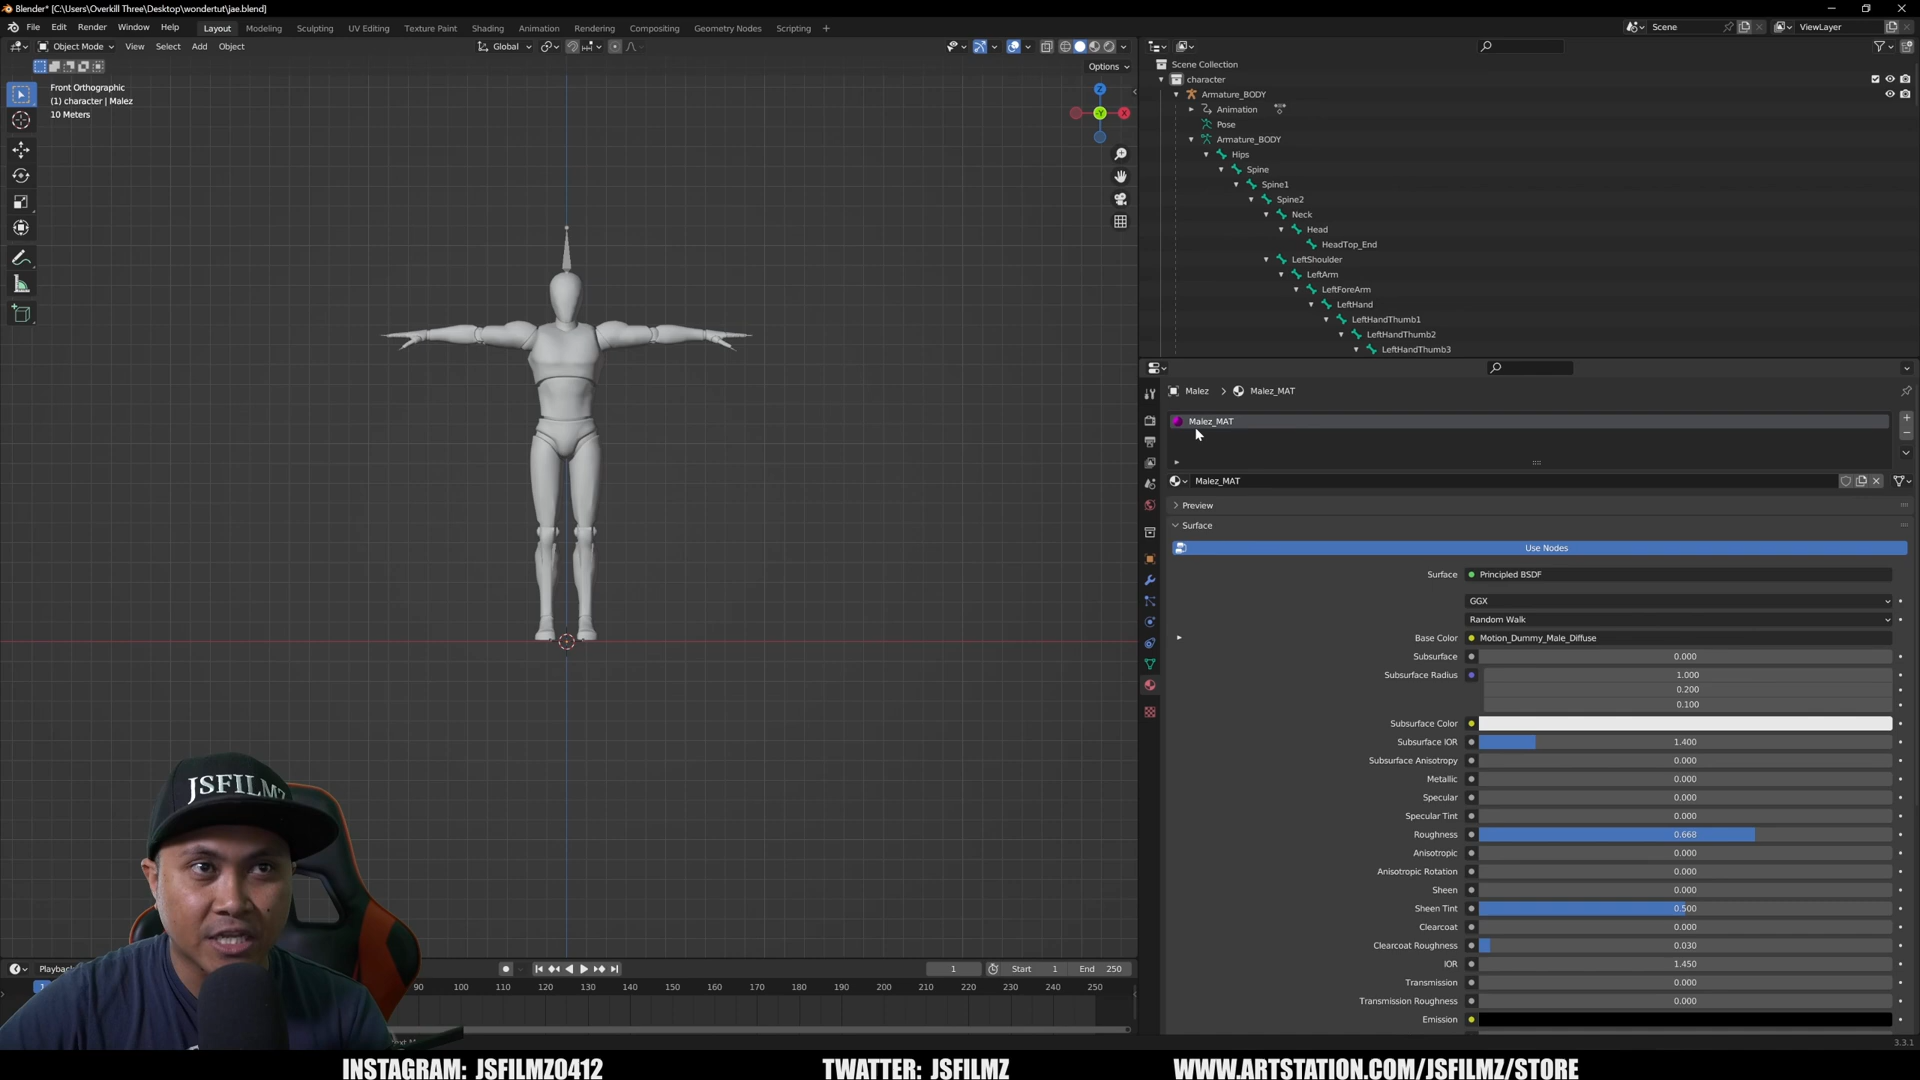 Blender* [C:\Users\Overkill Three\Desktop\wondertut\jae.blend]
File Edit Render Window Help Layout Modeling Sculpting UV Editing Texture Paint Shading Animation Rendering Compositing Geometry Nodes Scripting + Scene ViewLayer
Object Mode View Select Add Object Global
Options
Front Orthographic
(1) character | Malez
10 Meters
Z
-Y
X
Scene Collection
character
Armature_BODY
Animation
Pose
Armature_BODY
Hips
Spine
Spine1
Spine2
Neck
Head
HeadTop_End
LeftShoulder
LeftArm
LeftForeArm
LeftHand
LeftHandThumb1
LeftHandThumb2
LeftHandThumb3
Malez > Malez_MAT
Malez_MAT
Malez_MAT
Preview
Surface
Use Nodes
Surface Principled BSDF
GGX
Random Walk
Base Color Motion_Dummy_Male_Diffuse
Subsurface 0.000
Subsurface Radius 1.000
0.200
0.100
Subsurface Color
Subsurface IOR 1.400
Subsurface Anisotropy 0.000
Metallic 0.000
Specular 0.000
Specular Tint 0.000
Roughness 0.668
Anisotropic 0.000
Anisotropic Rotation 0.000
Sheen 0.000
Sheen Tint 0.500
Clearcoat 0.000
Clearcoat Roughness 0.030
IOR 1.450
Transmission 0.000
Transmission Roughness 0.000
Emission
JSFILMZ
Playback
1 Start 1 End 250
90 100 110 120 130 140 150 160 170 180 190 200 210 220 230 240 250
3.3.1
INSTAGRAM: JSFILMZ0412 TWATTER: JSFILMZ WWW.ARTSTATION.COM/JSFILMZ/STORE